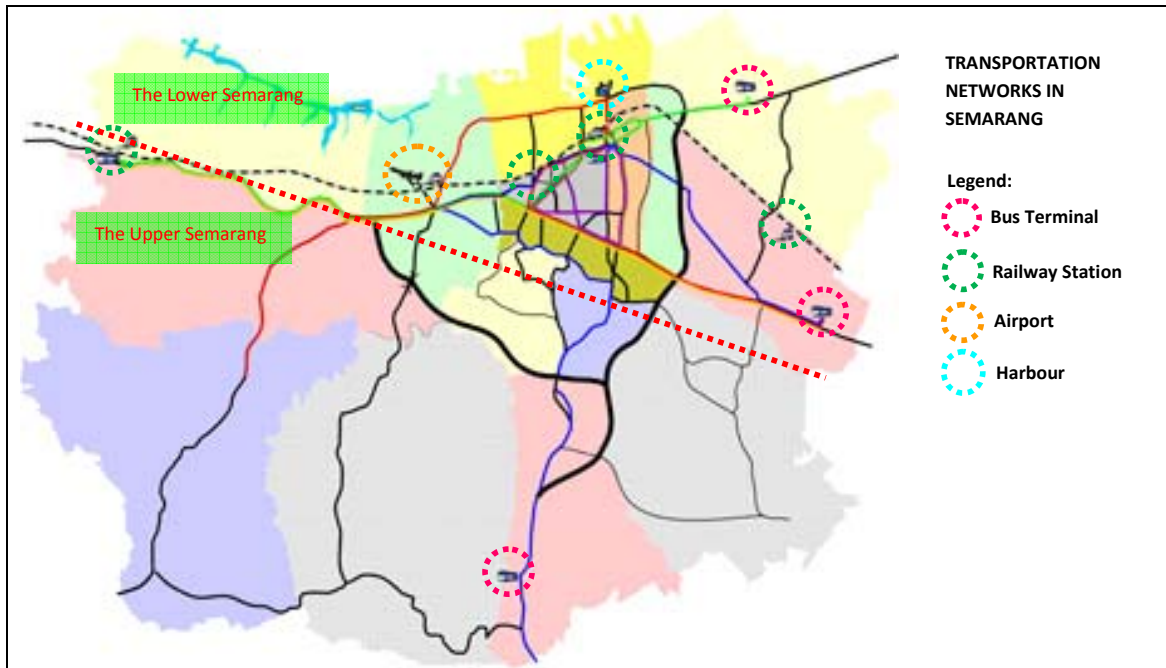 The Lower Semarang
The Upper Semarang
TRANSPORTATION
NETWORKS IN
SEMARANG
Legend:
Bus Terminal
Railway Station
Airport
Harbour